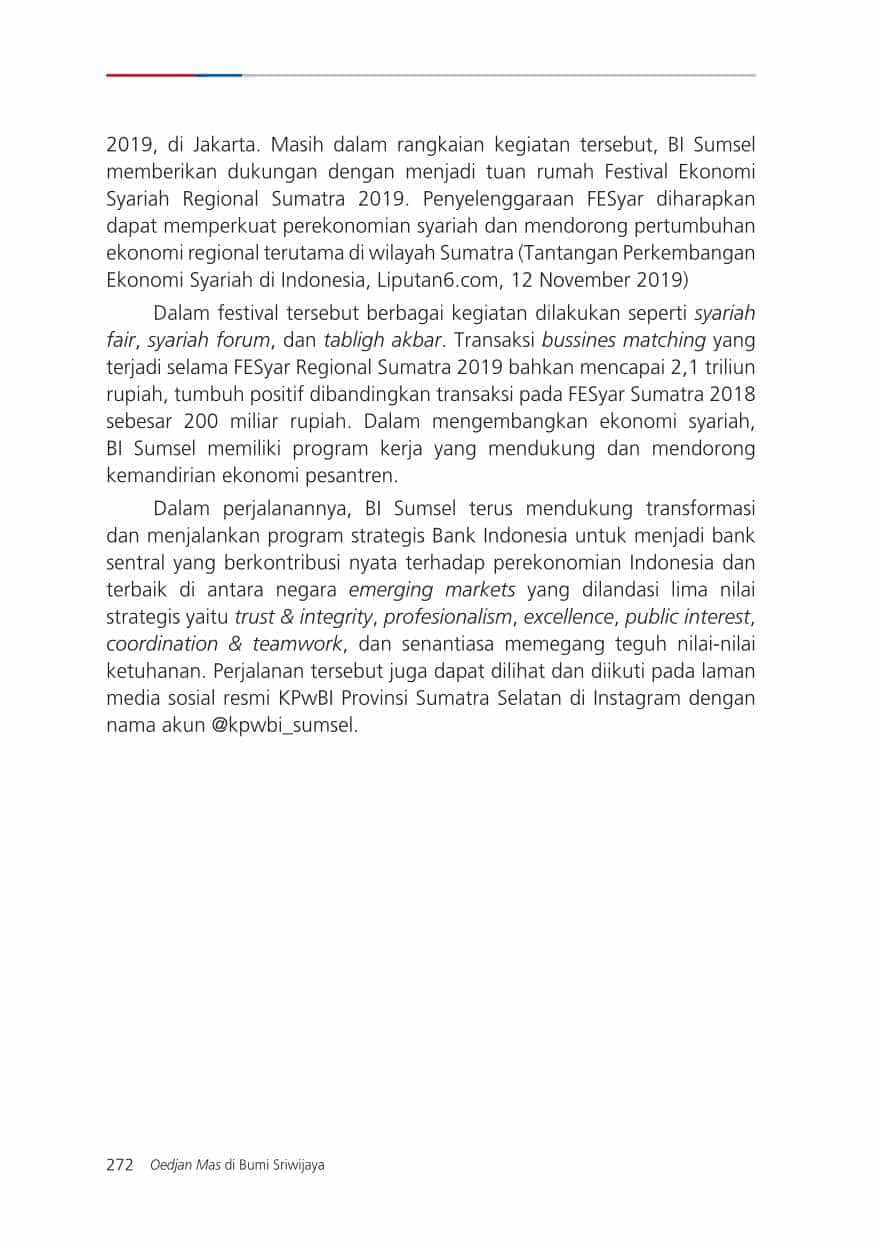 2019, di Jakarta. Masih dalam rangkaian kegiatan tersebut, BI Sumsel
memberikan dukungan dengan menjadi tuan rumah Festival Ekonomi
Syariah Regional Sumatra 2019. Penyelenggaraan FESyar diharapkan
dapat memperkuat perekonomian syariah dan mendorong pertumbuhan
ekonomi regional terutama di wilayah Sumatra (Tantangan Perkembangan
Ekonomi Syariah di Indonesia, Liputan6.com, 12 November 2019)
Dalam festival tersebut berbagai kegiatan dilakukan seperti syariah
fair, syariah forum, dan tabligh akbar. Transaksi bussines matching yang
terjadi selama FESyar Regional Sumatra 2019 bahkan mencapai 2,1 triliun
rupiah, tumbuh positif dibandingkan transaksi pada FESyar Sumatra 2018
sebesar 200 miliar rupiah. Dalam mengembangkan ekonomi syariah,
BI Sumsel memiliki program kerja yang mendukung dan mendorong
kemandirian ekonomi pesantren.
Dalam perjalanannya, BI Sumsel terus mendukung transformasi
dan menjalankan program strategis Bank Indonesia untuk menjadi bank
sentral yang berkontribusi nyata terhadap perekonomian Indonesia dan
terbaik di antara negara emerging markets yang dilandasi lima nilai
strategis yaitu trust & integrity, profesionalism, excellence, public interest,
coordination & teamwork, dan senantiasa memegang teguh nilai-nilai
ketuhanan. Perjalanan tersebut juga dapat dilihat dan diikuti pada laman
media sosial resmi KPwBI Provinsi Sumatra Selatan di Instagram dengan
nama akun @kpwbi_sumsel.
272 Oedjan Mas di Bumi Sriwijaya